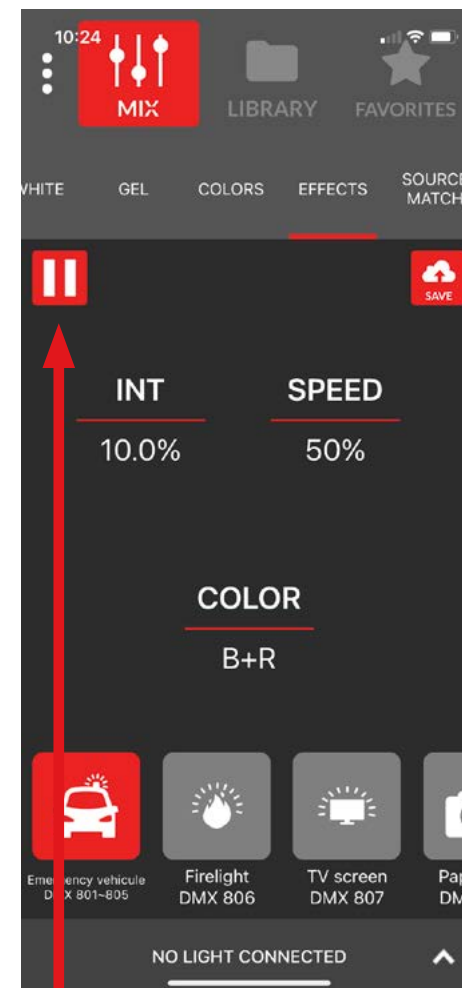 10:24
MIX
LIBRARY
FAVORITES
WHITE
GEL
COLORS
EFFECTS
SOURCE
MATCH
SAVE
INT
SPEED
10.0%
50%
COLOR
B+R
Emergency vehicule
DMX 801~805
Firelight
DMX 806
TV screen
DMX 807
NO LIGHT CONNECTED